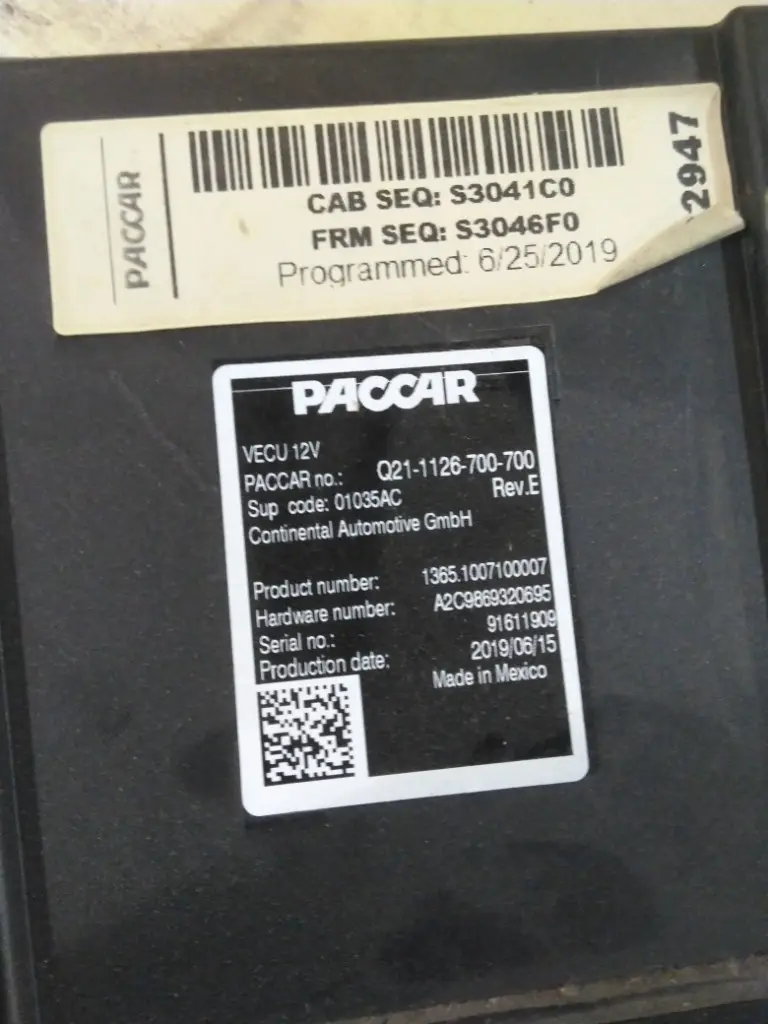 PACCAR
CAB SEQ: S3041C0
FRM SEQ: S3046F0
Programmed: 6/25/2019
2947
PACCAR
VECU 12V
PACCAR no.: Q21-1126-700-700
Sup code: 01035AC Rev.E
Continental Automotive GmbH
Product number: 1365.1007100007
Hardware number: A2C9869320695
Serial no.: 91611909
Production date: 2019/06/15
Made in Mexico